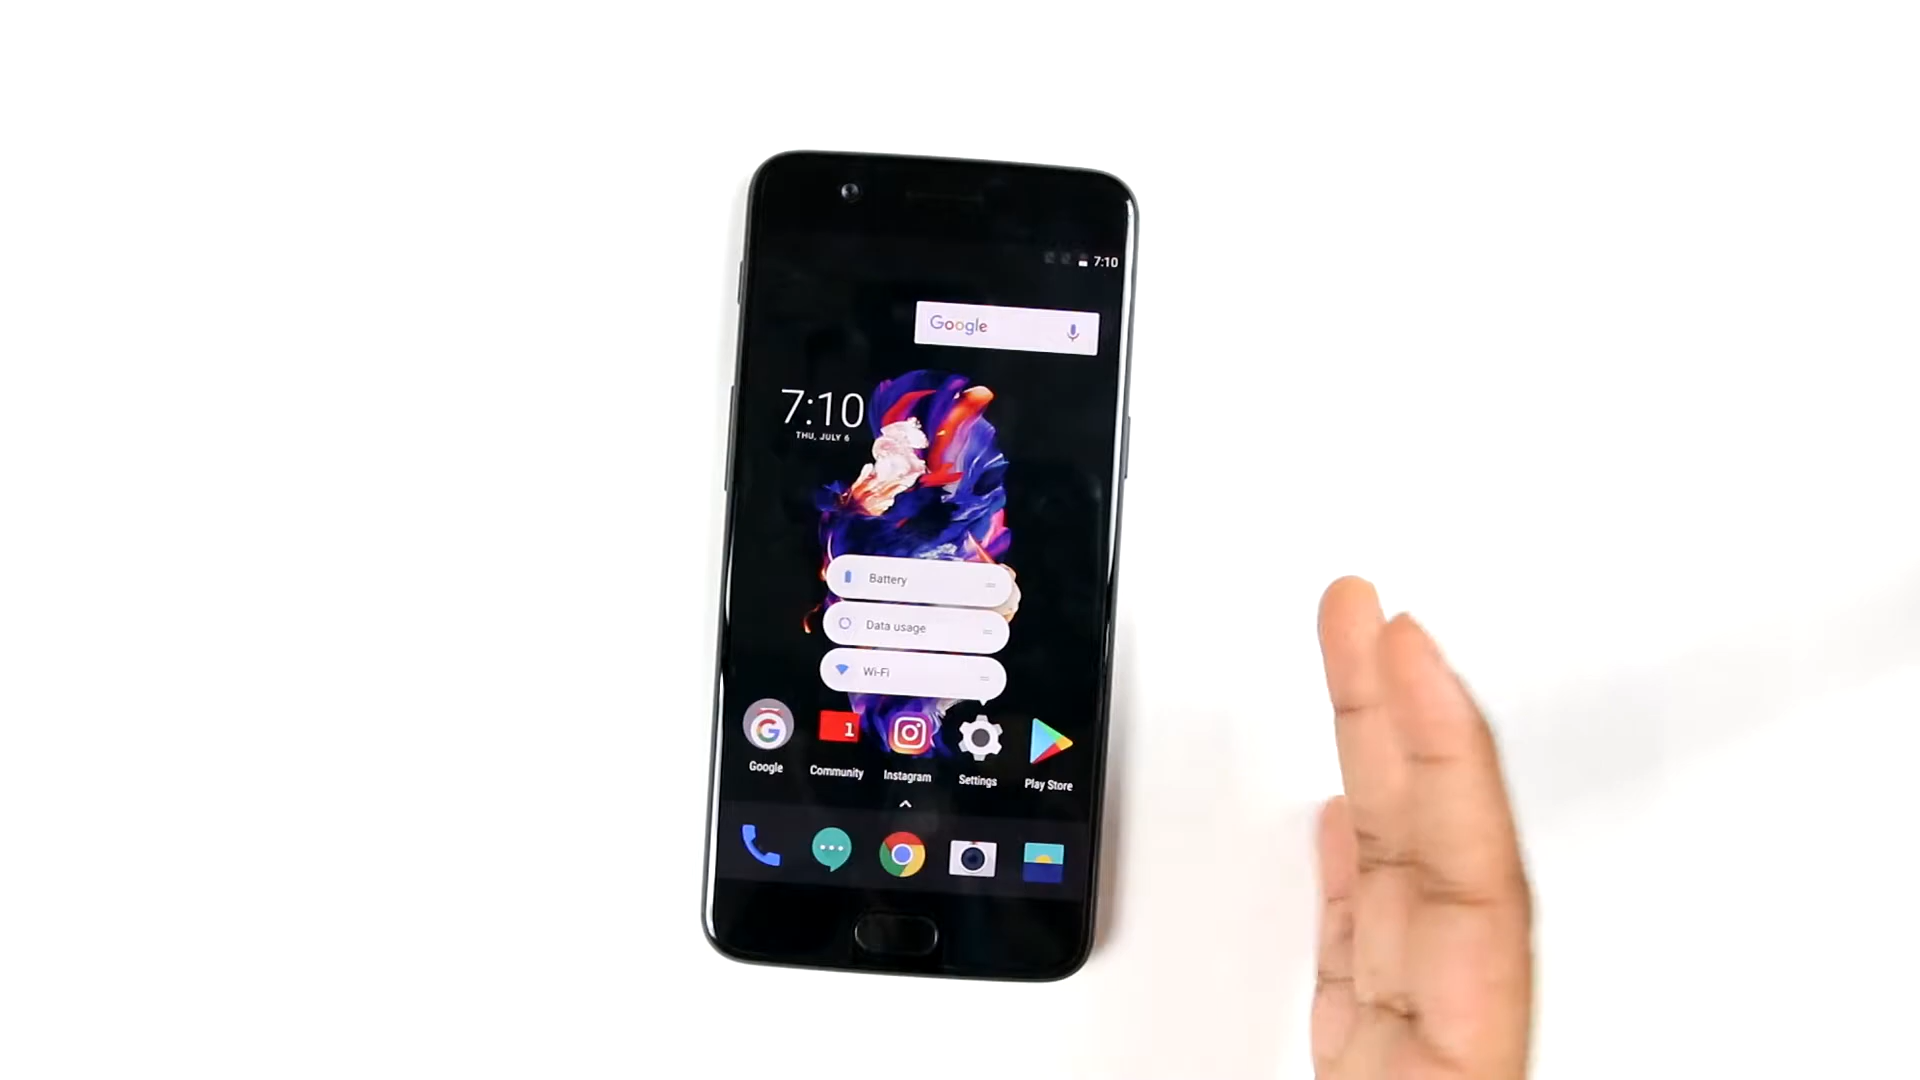 7:10
Google
7:10
THU, JULY 6
Battery
Data usage
Wi-Fi
1
Google
Community
Instagram
Settings
Play Store